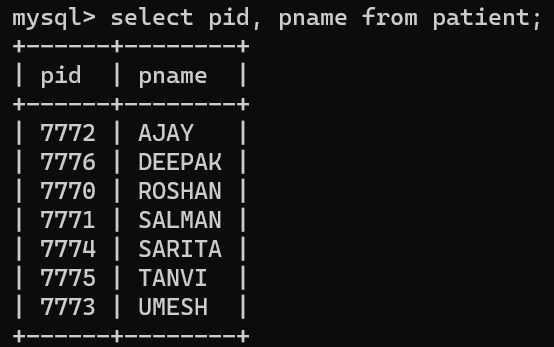 mysql> select pid, pname from patient;
+------+--------+
| pid  | pname  |
+------+--------+
| 7772 | AJAY   |
| 7776 | DEEPAK |
| 7770 | ROSHAN |
| 7771 | SALMAN |
| 7774 | SARITA |
| 7775 | TANVI  |
| 7773 | UMESH  |
+------+--------+